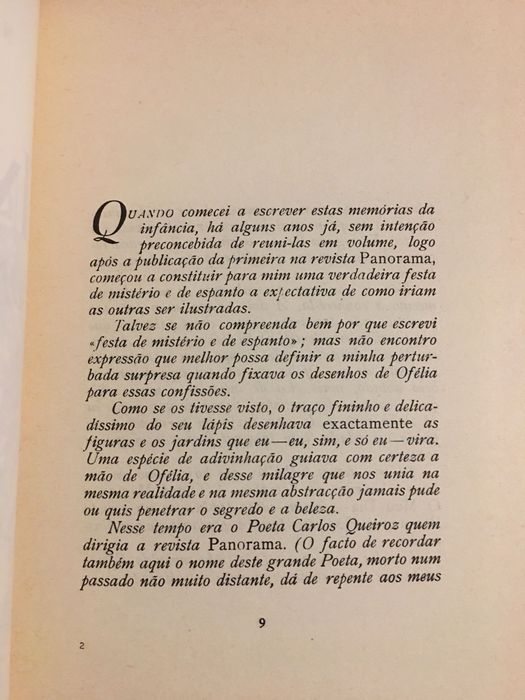 QUANDO comecei a escrever estas memórias da
infância, há alguns anos já, sem intenção
preconcebida de reuni-las em volume, logo
após a publicação da primeira na revista Panorama,
começou a constituir para mim uma verdadeira festa
de mistério e de espanto a expectativa de como iriam
as outras ser ilustradas.
Talvez se não compreenda bem por que escrevi
«festa de mistério e de espanto»; mas não encontro
expressão que melhor possa definir a minha pertur-
bada surpresa quando fixava os desenhos de Ofélia
para essas confissões.
Como se os tivesse visto, o traço fininho e delica-
díssimo do seu lápis desenhava exactamente as
figuras e os jardins que eu—eu, sim, e só eu—vira.
Uma espécie de adivinhação guiava com certeza a
mão de Ofélia, e desse milagre que nos unia na
mesma realidade e na mesma abstracção jamais pude
ou quis penetrar o segredo e a beleza.
Nesse tempo era o Poeta Carlos Queiroz quem
dirigia a revista Panorama. (O facto de recordar
também aqui o nome deste grande Poeta, morto num
passado não muito distante, dá de repente aos meus
9
2